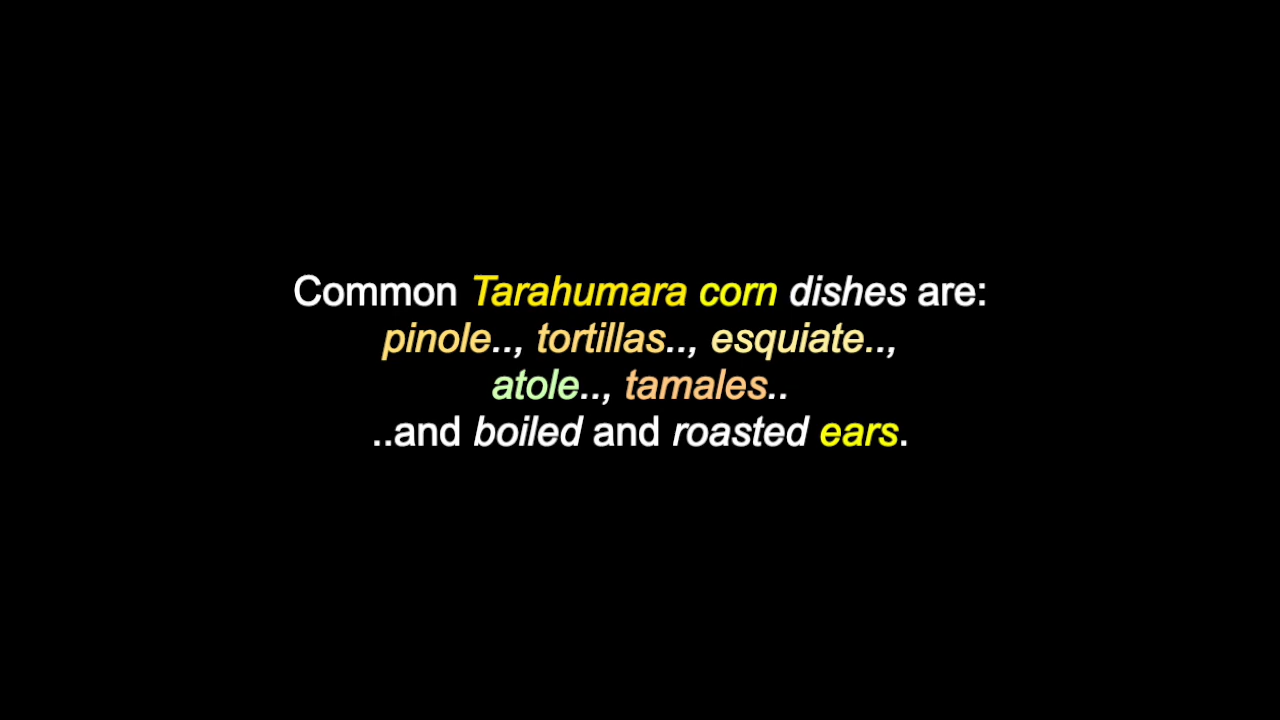 Common Tarahumara corn dishes are:
pinole.., tortillas.., esquiate..,
atole.., tamales..
..and boiled and roasted ears.